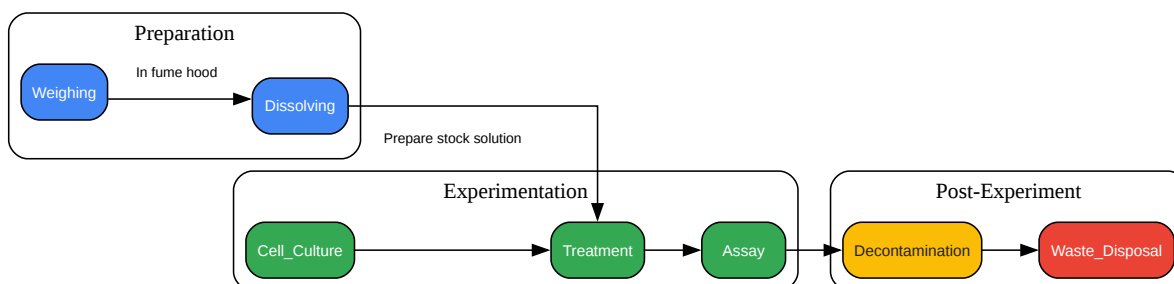 Preparation
In fume hood
Weighing
Dissolving
Prepare stock solution
Experimentation
Post-Experiment
Cell_Culture
Treatment
Assay
Decontamination
Waste_Disposal